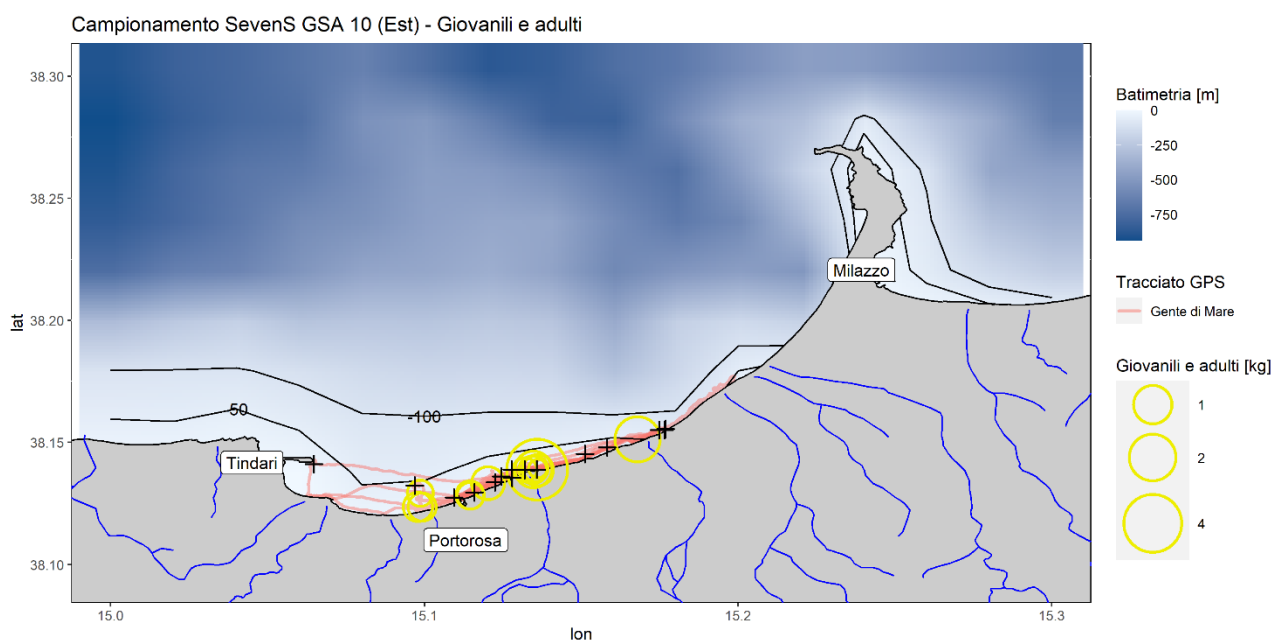 Campionamento SevenS GSA 10 (Est) - Giovanili e adulti
38.30
38.25
38.20
38.15
38.10
lat
15.0
15.1
15.2
15.3
lon
Milazzo
50
-100
Tindari
Portorosa
Batimetria [m]
0
-250
-500
-750
Tracciato GPS
Gente di Mare
Giovanili e adulti [kg]
1
2
4